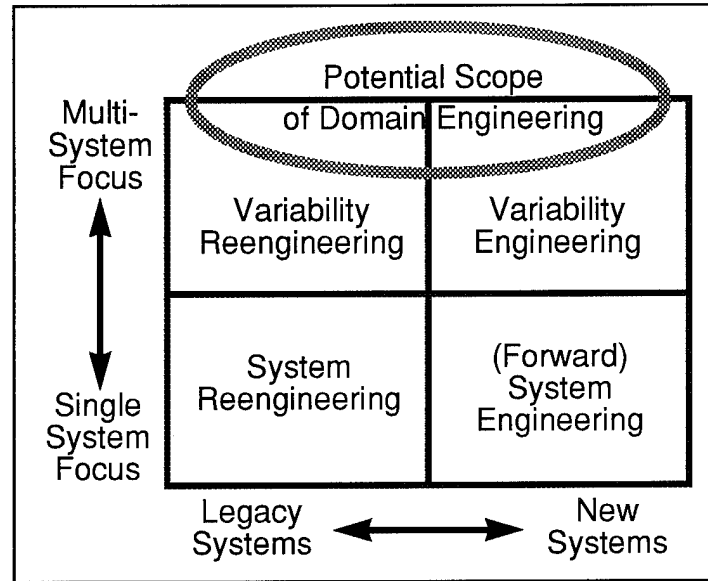 Potential Scope
of Domain Engineering
Multi-
System
Focus
Variability
Reengineering
Variability
Engineering
System
Reengineering
(Forward)
System
Engineering
Single
System
Focus
Legacy
Systems
New
Systems